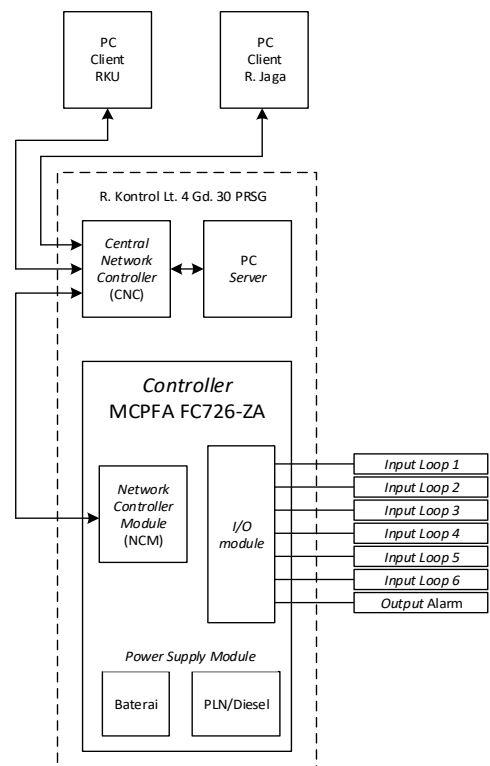 PC
Client
RKU
PC
Client
R. Jaga
R. Kontrol Lt. 4 Gd. 30 PRSG
Central
Network
Controller
(CNC)
PC
Server
Controller
MCPFA FC726-ZA
Network
Controller
Module
(NCM)
I/O
module
Input Loop 1
Input Loop 2
Input Loop 3
Input Loop 4
Input Loop 5
Input Loop 6
Output Alarm
Power Supply Module
Baterai
PLN/Diesel